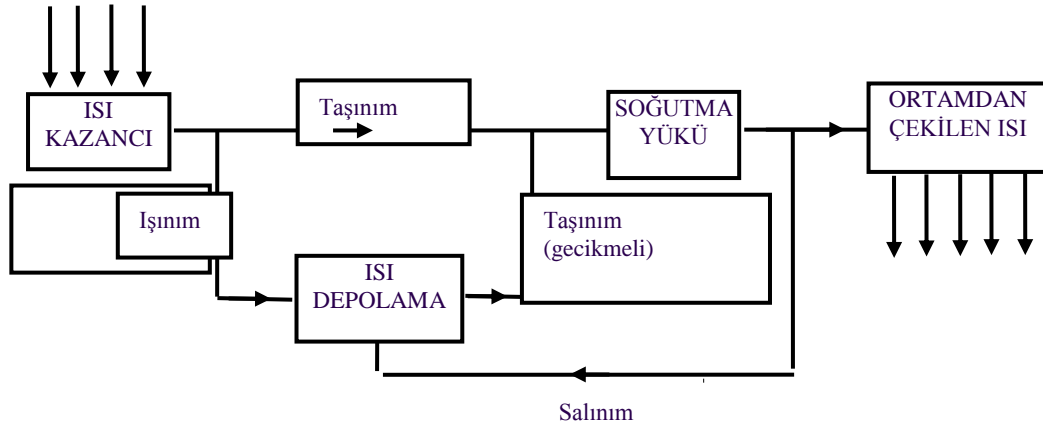 ISI
KAZANCI
Taşınım
SOĞUTMA
YÜKÜ
ORTAMDAN
ÇEKİLEN ISI
Işınım
Taşınım
(gecikmeli)
ISI
DEPOLAMA
Salınım